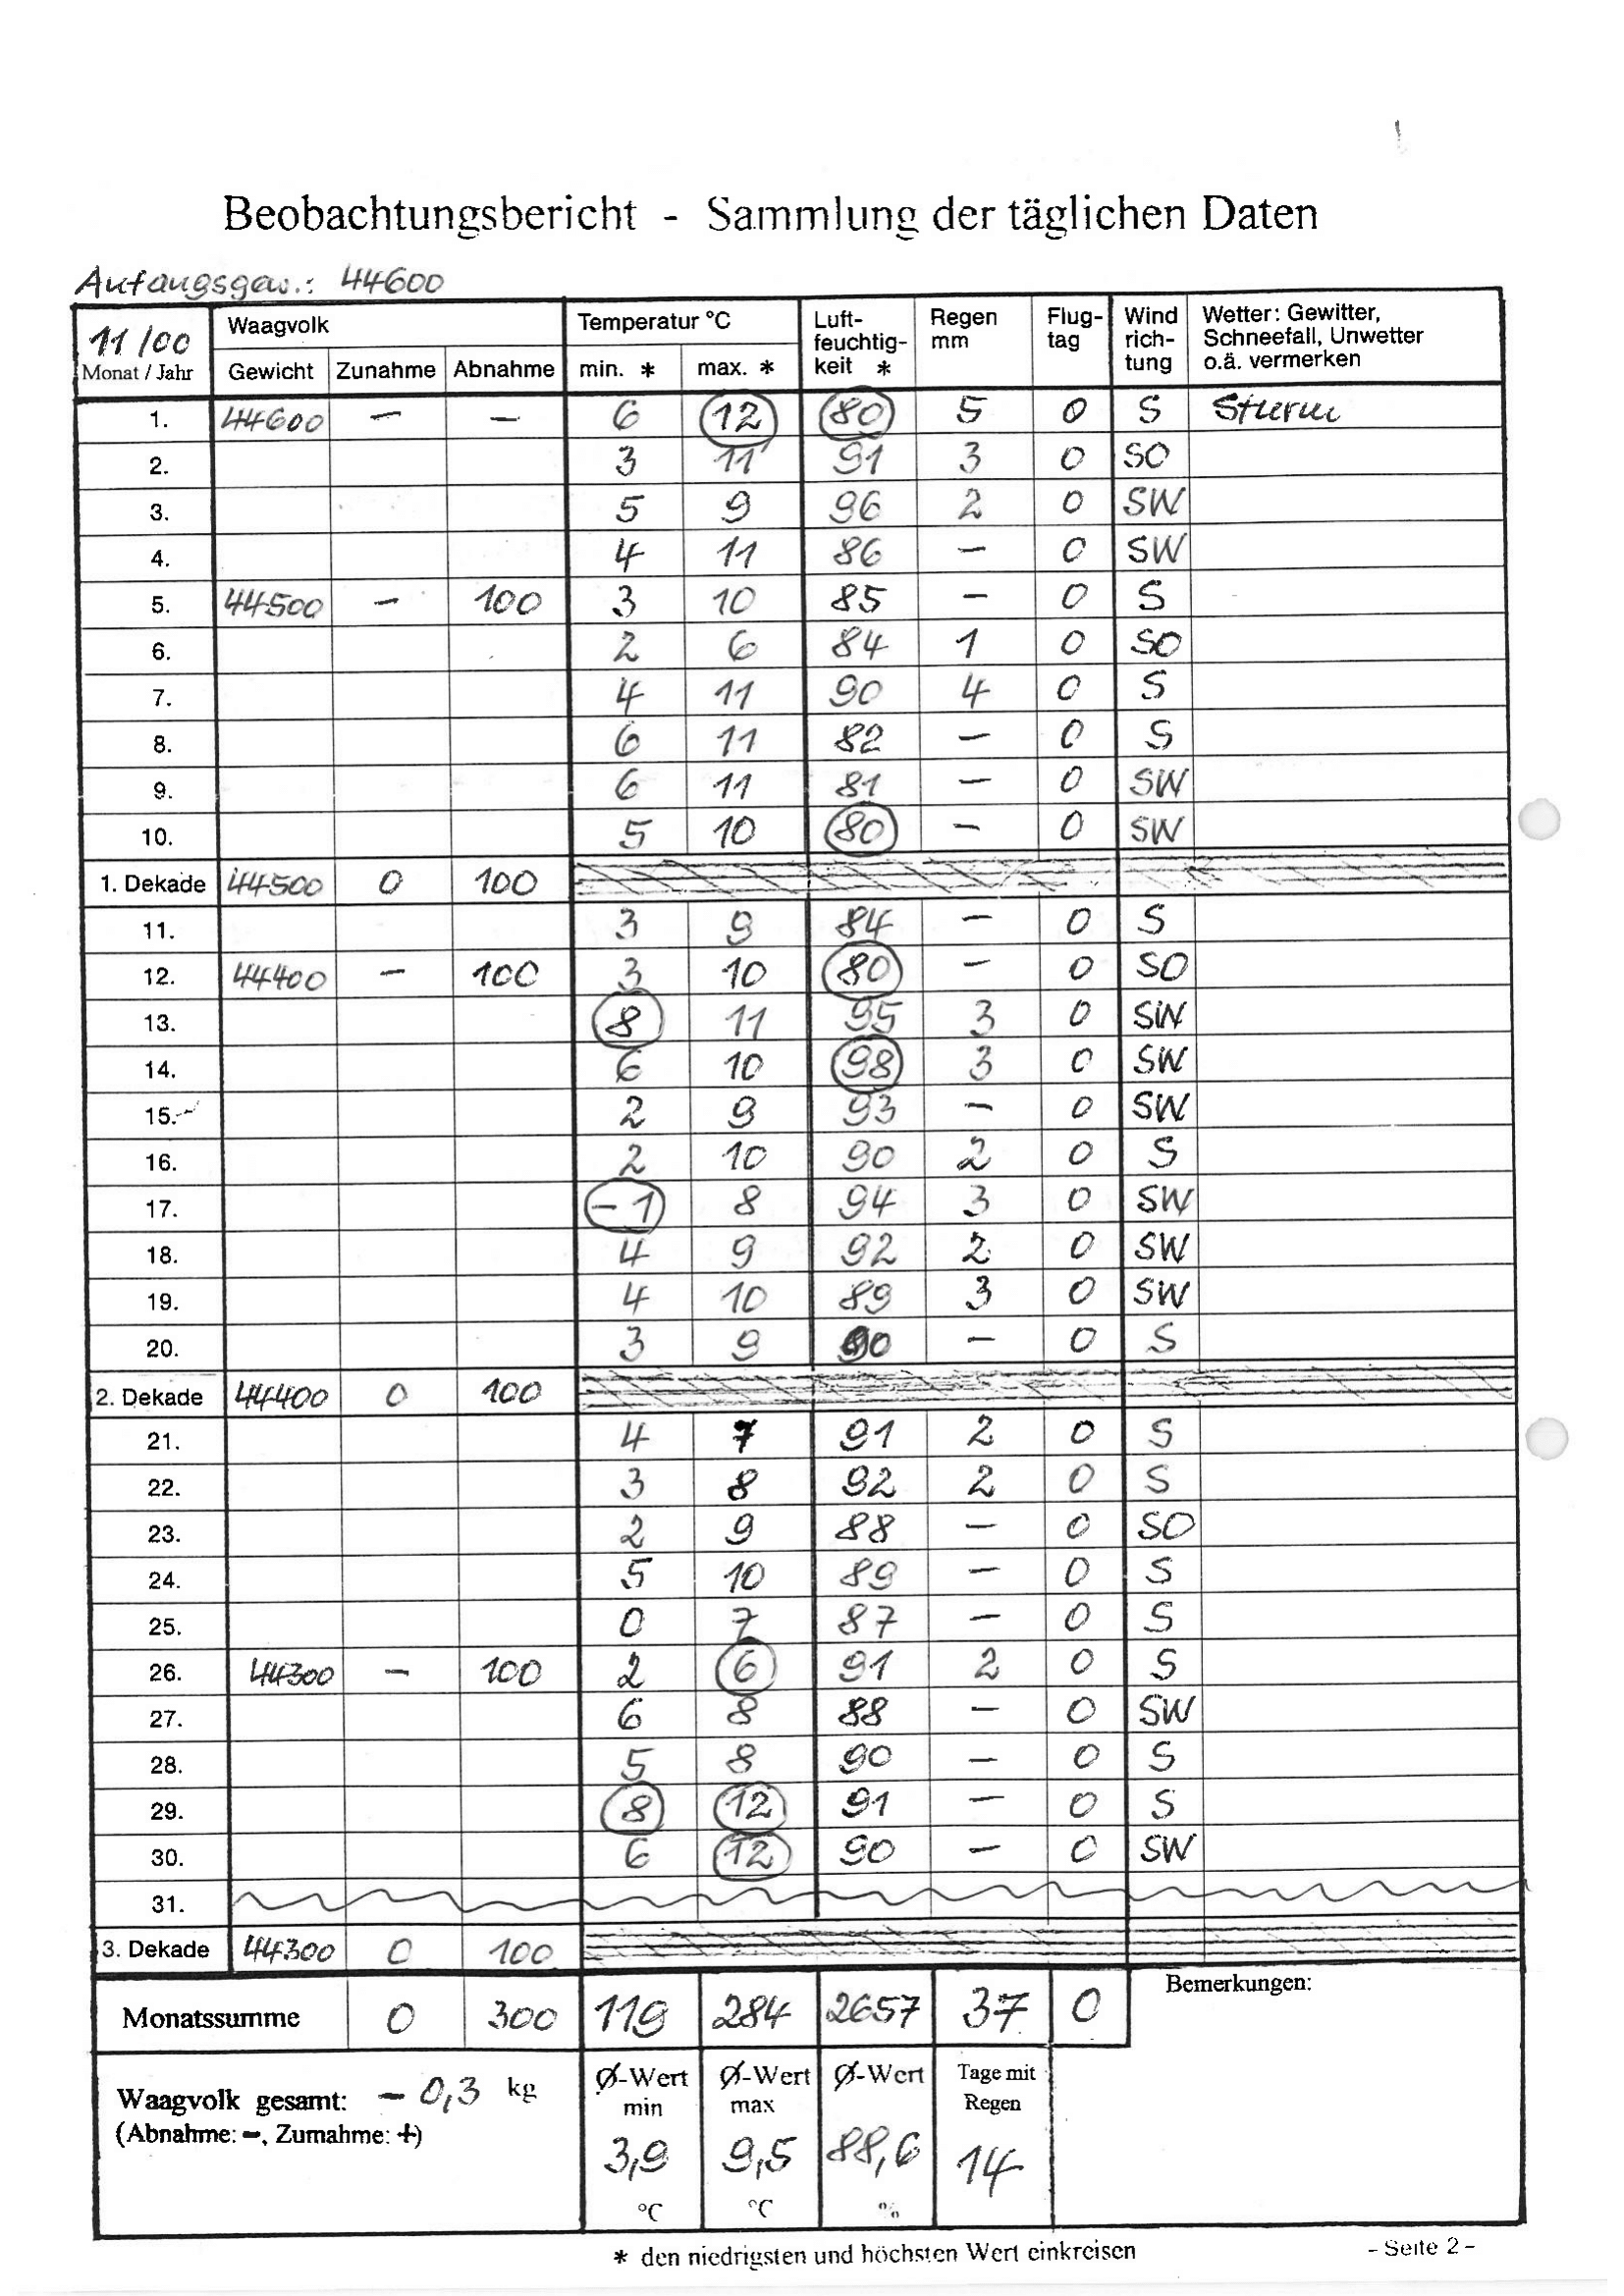 Beobachtungsbericht - Sammlung der täglichen Daten
Anfangsgew.: 44600
11/00 Waagvolk Temperatur °C Luft- Regen Flug- Wind Wetter: Gewitter,
feuchtig- mm tag rich- Schneefall, Unwetter
Monat / Jahr Gewicht Zunahme Abnahme min. * max. * keit * tung o.ä. vermerken
1. 44600 – – 6 12 80 5 0 S Sturm
2. 3 11 91 3 0 SO
3. 5 9 96 2 0 SW
4. 4 11 86 – 0 SW
5. 44500 – 100 3 10 85 – 0 S
6. 2 6 84 1 0 SO
7. 4 11 90 4 0 S
8. 6 11 82 – 0 S
9. 6 11 81 – 0 SW
10. 5 10 80 – 0 SW
1. Dekade 44500 0 100
11. 3 9 84 – 0 S
12. 44400 – 100 3 10 80 – 0 SO
13. 8 11 95 3 0 SW
14. 6 10 98 3 0 SW
15. 2 9 93 – 0 SW
16. 2 10 90 2 0 S
17. –1 8 94 3 0 SW
18. 4 9 92 2 0 SW
19. 4 10 89 3 0 SW
20. 3 9 90 – 0 S
2. Dekade 44400 0 100
21. 4 7 91 2 0 S
22. 3 8 92 2 0 S
23. 2 9 88 – 0 SO
24. 5 10 89 – 0 S
25. 0 7 87 – 0 S
26. 44300 – 100 2 6 91 2 0 S
27. 6 8 88 – 0 SW
28. 5 8 90 – 0 S
29. 8 12 91 – 0 S
30. 6 12 90 – 0 SW
31.
3. Dekade 44300 0 100
Monatssumme 0 300 119 284 2657 37 0 Bemerkungen:
Waagvolk gesamt: – 0,3 kg Ø-Wert Ø-Wert Ø-Wert Tage mit
(Abnahme: –, Zumahme: +) min max Regen
3,9 9,5 88,6 14
°C °C %
* den niedrigsten und höchsten Wert einkreisen - Seite 2 -